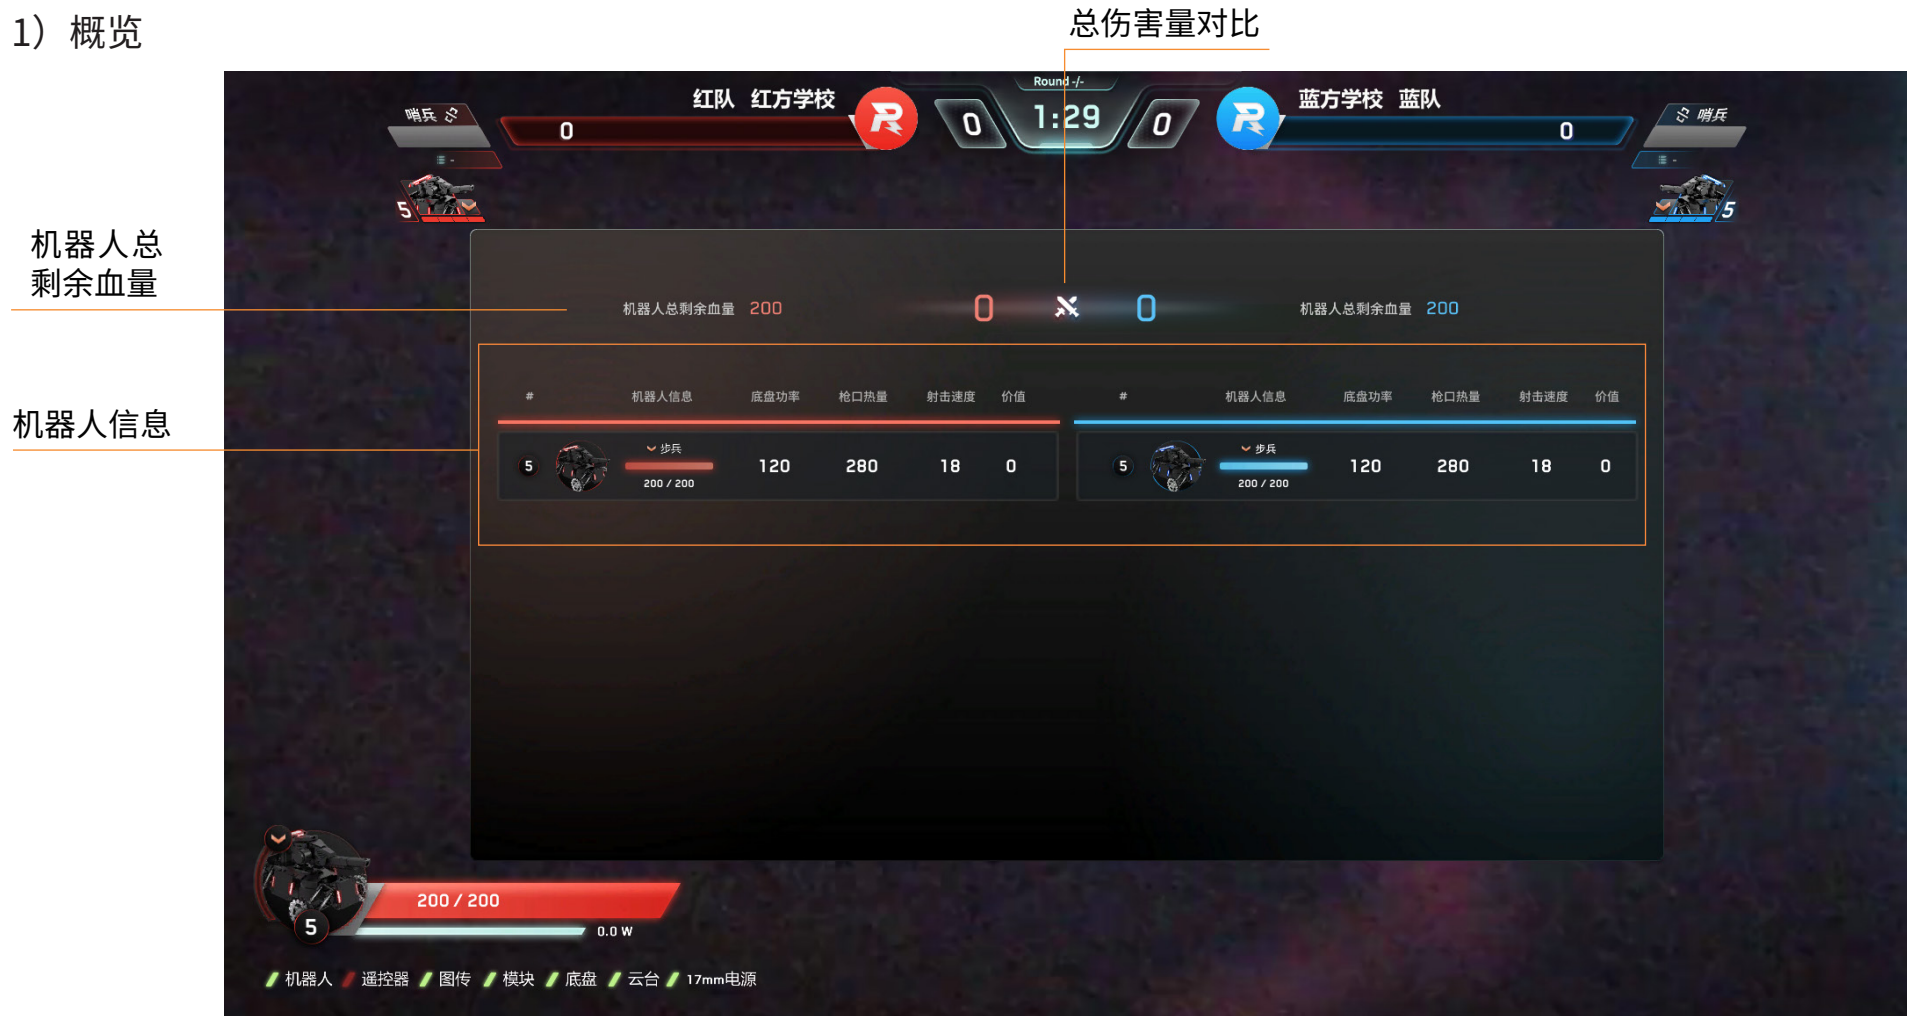 1）概览
总伤害量对比
Round -/-
哨兵
0
红队 红方学校
0
1:29
0
蓝方学校 蓝队
0
哨兵
-
-
5
5
机器人总
剩余血量
机器人总剩余血量 200
0
0
机器人总剩余血量 200
机器人信息
# 机器人信息 底盘功率 枪口热量 射击速度 价值
# 机器人信息 底盘功率 枪口热量 射击速度 价值
步兵
5 120 280 18 0
200 / 200
步兵
5 120 280 18 0
200 / 200
200 / 200
5
0.0 W
机器人 遥控器 图传 模块 底盘 云台 17mm电源